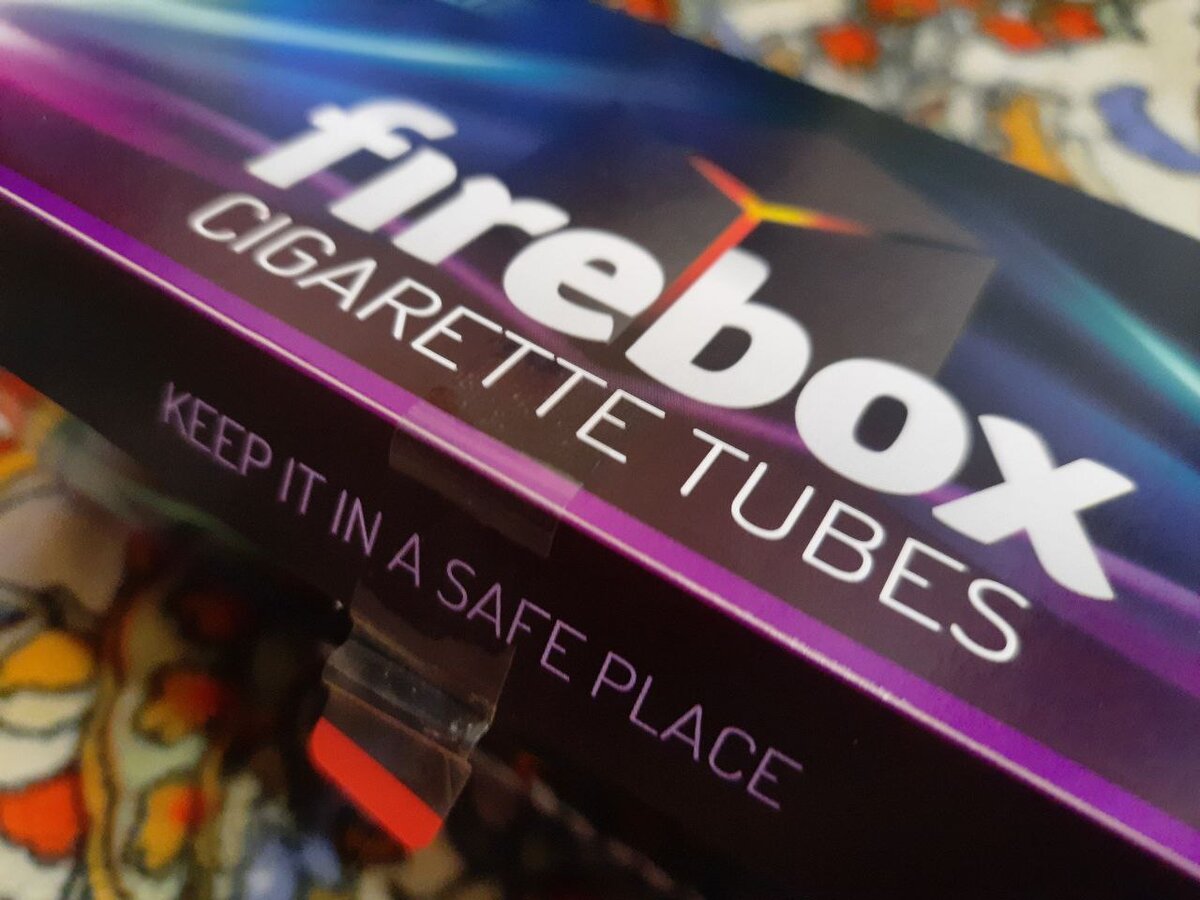 firebox
CIGARETTE TUBES
KEEP IT IN A SAFE PLACE